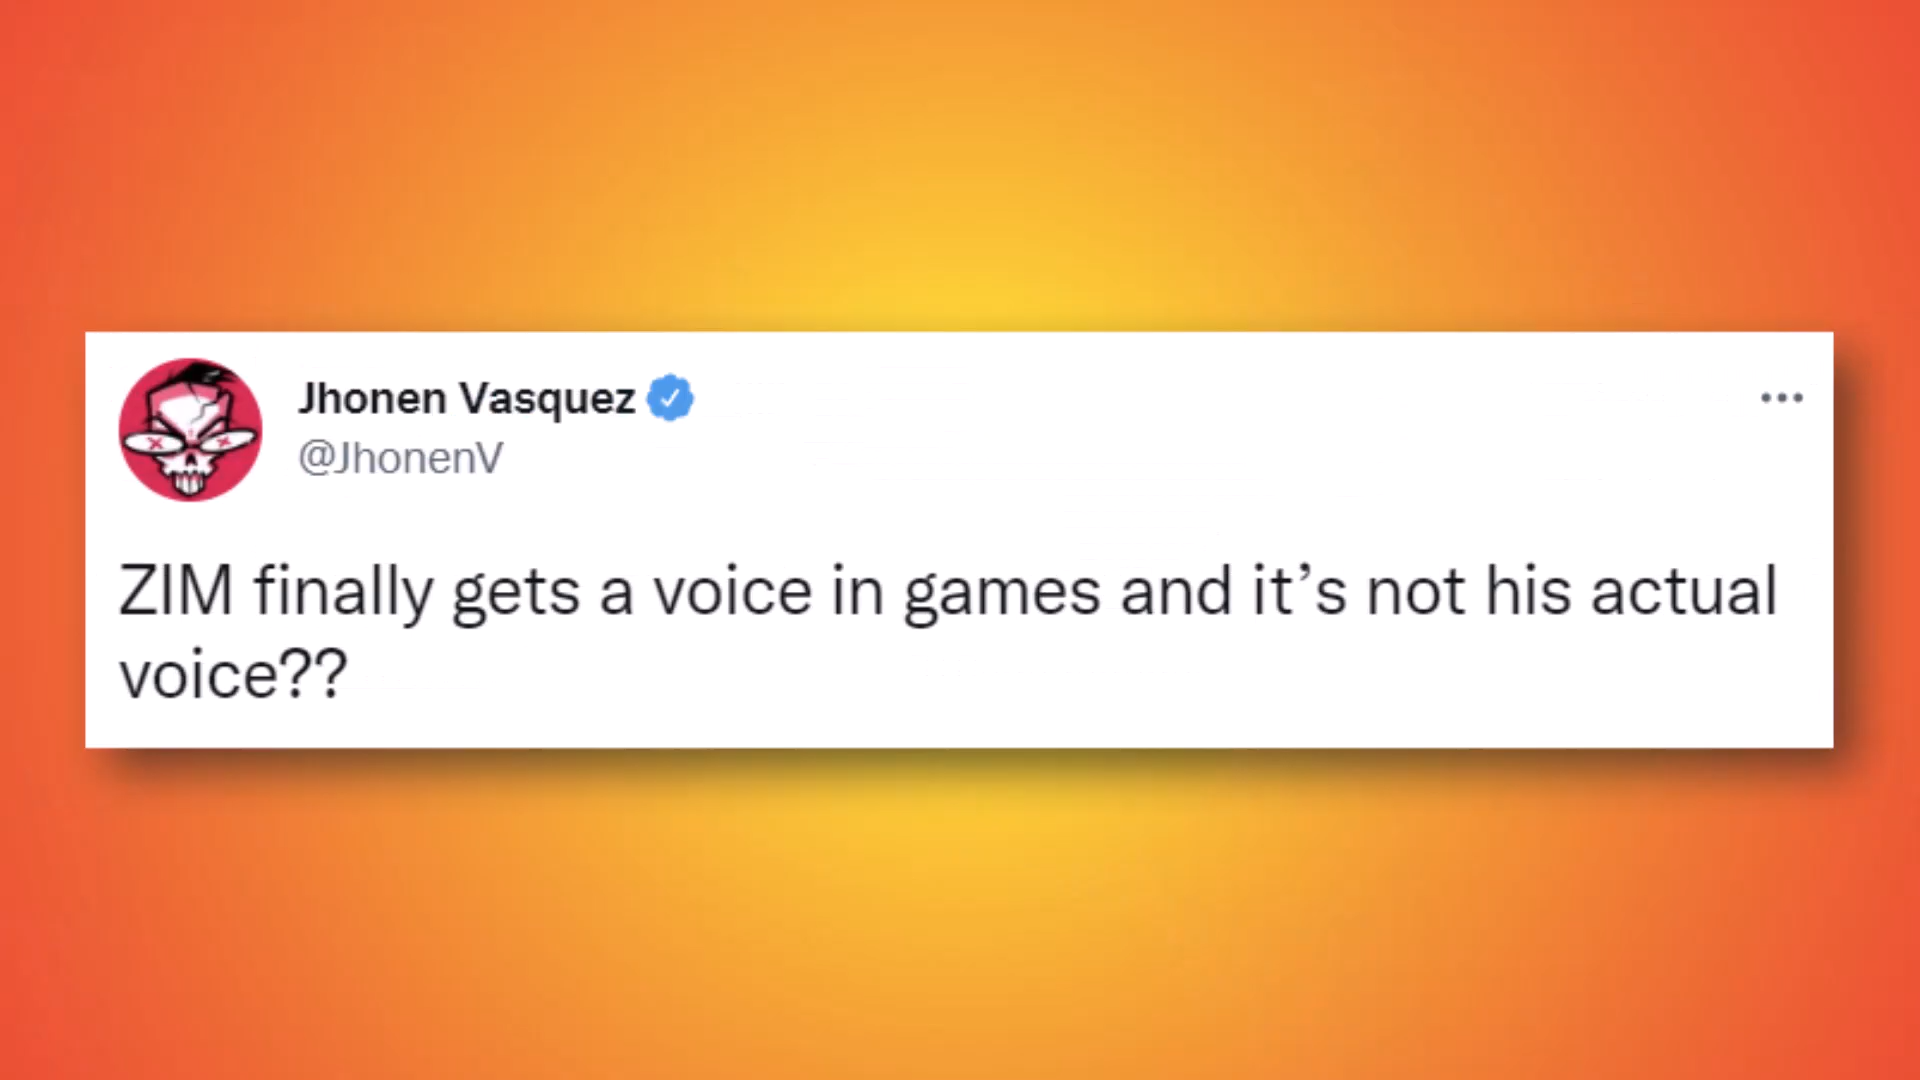 Jhonen Vasquez
@JhonenV
ZIM finally gets a voice in games and it’s not his actual
voice??